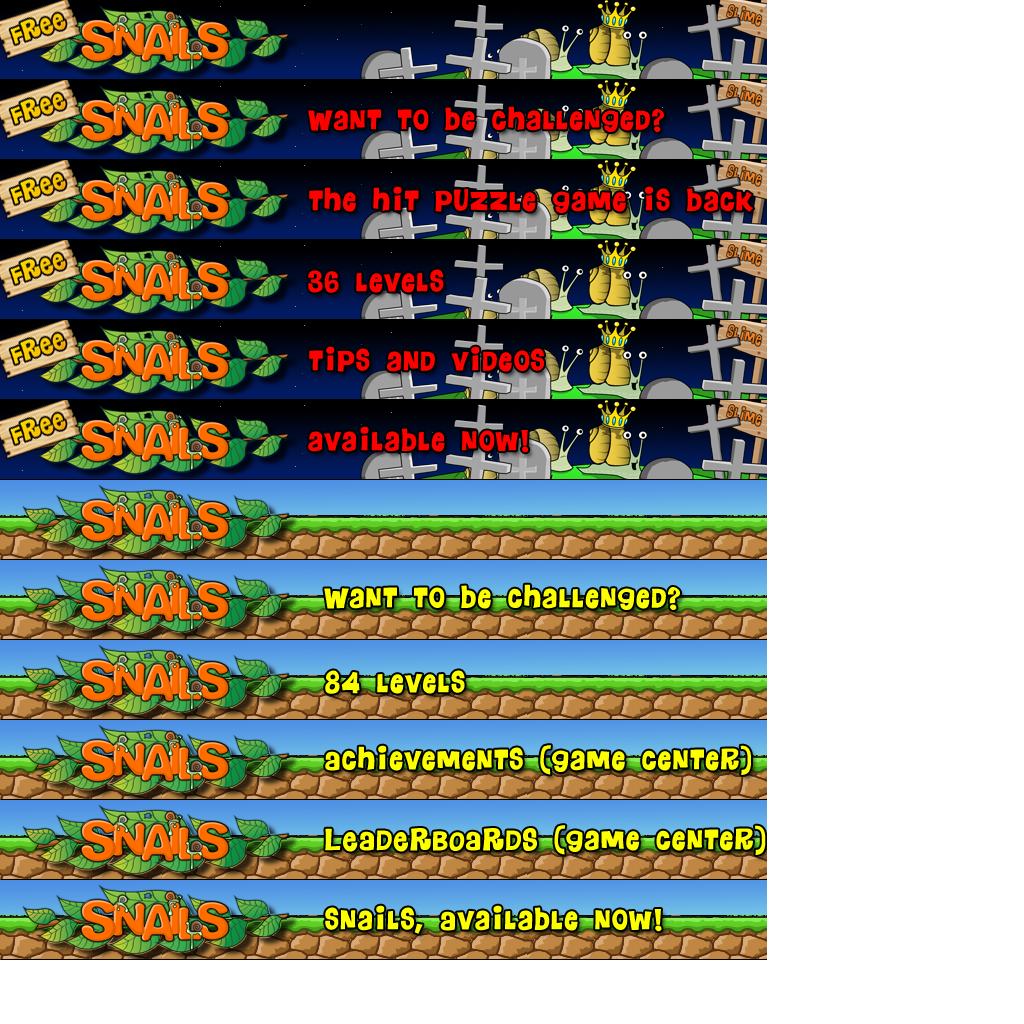 FRee SNAILS SLiMe
FRee SNAILS WaNT TO be challeNgeD? SLiMe
FRee SNAILS The hiT PUZZLe gaMe iS back SLiMe
FRee SNAILS 36 LeveLS SLiMe
FRee SNAILS TiPS aND viDeOS SLiMe
FRee SNAILS available NOW! SLiMe
SNAILS
SNAILS WaNT TO be challeNgeD?
SNAILS 84 LeveLS
SNAILS achieveMeNTS (gaMe ceNTeR)
SNAILS LeaDeRboaRDS (gaMe ceNTeR)
SNAILS SNaiLS, available NOW!